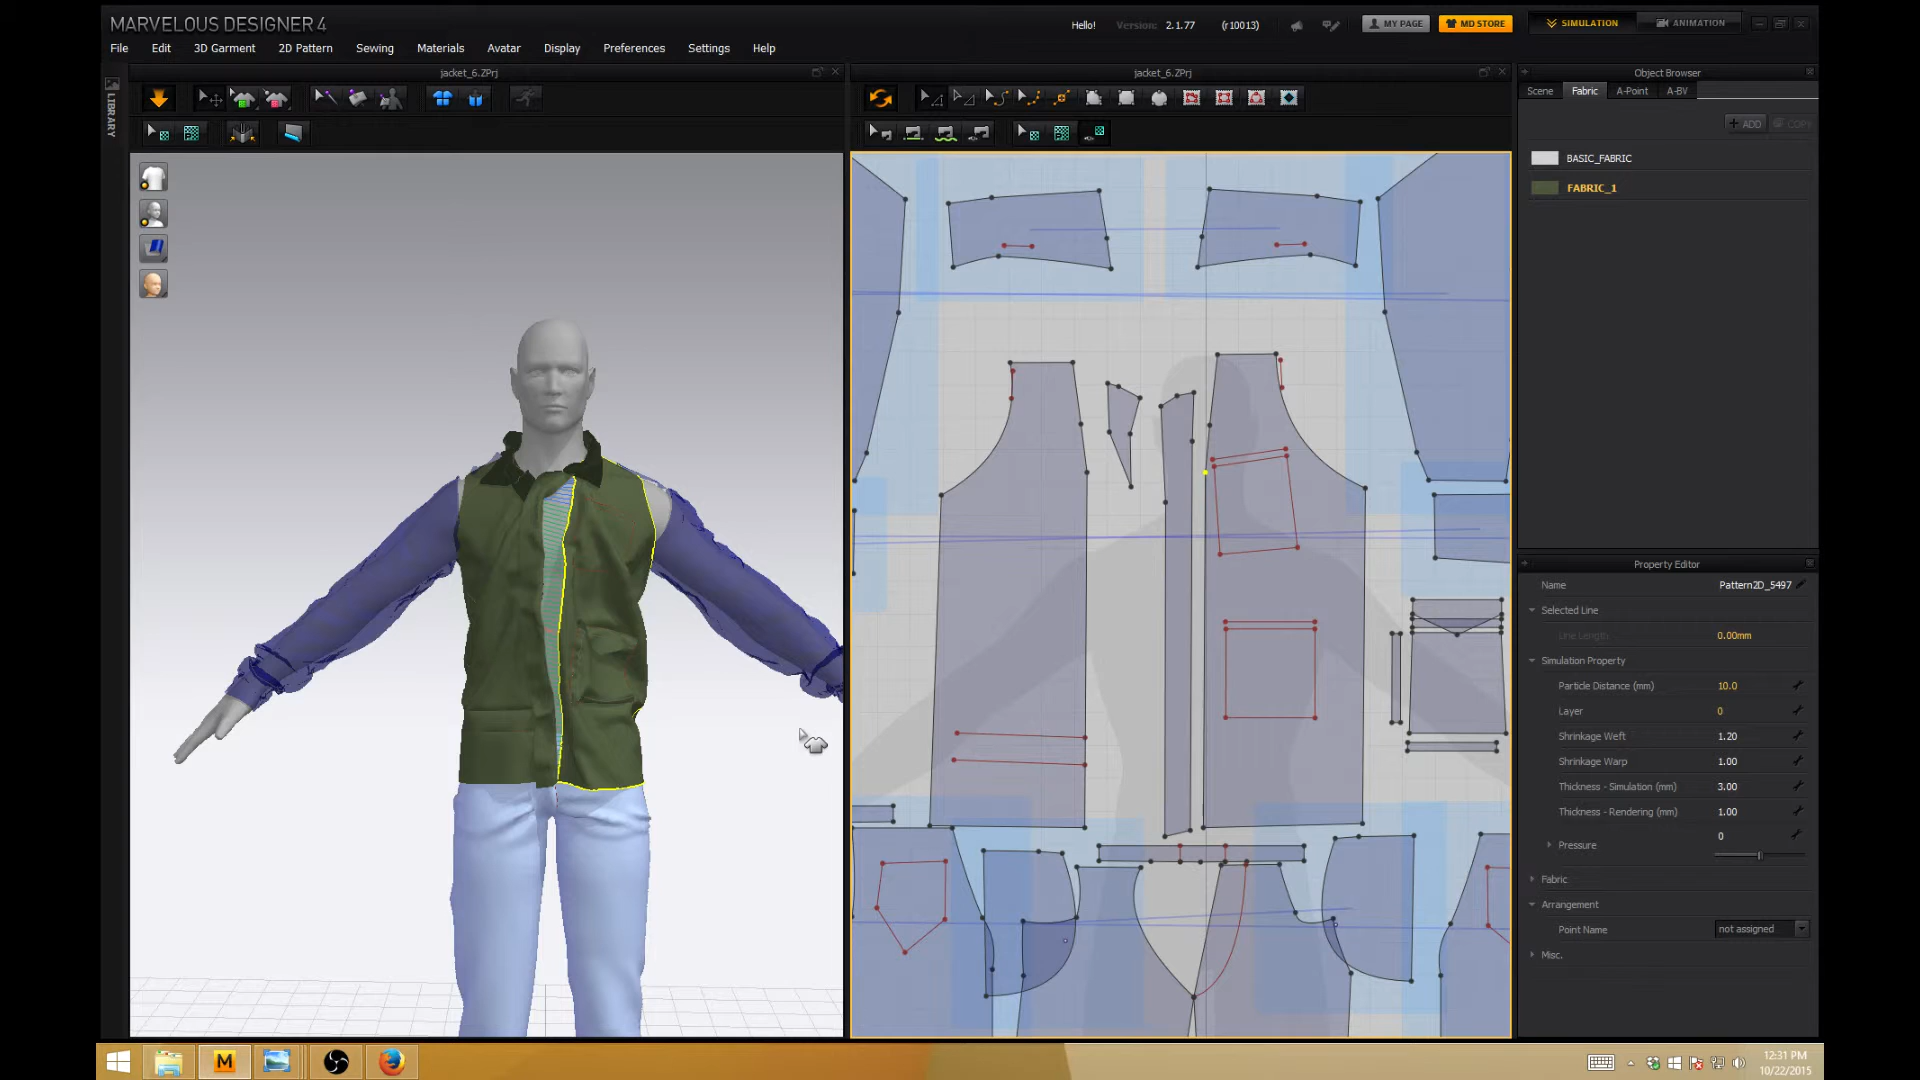 MARVELOUS DESIGNER 4
Hello!
Version: 2.1.77
(r10013)
MY PAGE
MD STORE
SIMULATION
ANIMATION
File
Edit
3D Garment
2D Pattern
Sewing
Materials
Avatar
Display
Preferences
Settings
Help
LIBRARY
jacket_6.ZPrj
jacket_6.ZPrj
Object Browser
Scene
Fabric
A-Point
A-BV
+ ADD
COPY
BASIC_FABRIC
FABRIC_1
Property Editor
Name Pattern2D_5497
Selected Line
Line Length 0.00mm
Simulation Property
Particle Distance (mm) 10.0
Layer 0
Shrinkage Weft 1.20
Shrinkage Warp 1.00
Thickness - Simulation (mm) 3.00
Thickness - Rendering (mm) 1.00
Pressure 0
Fabric
Arrangement
Point Name not assigned
Misc.
M
12:31 PM
10/22/2015